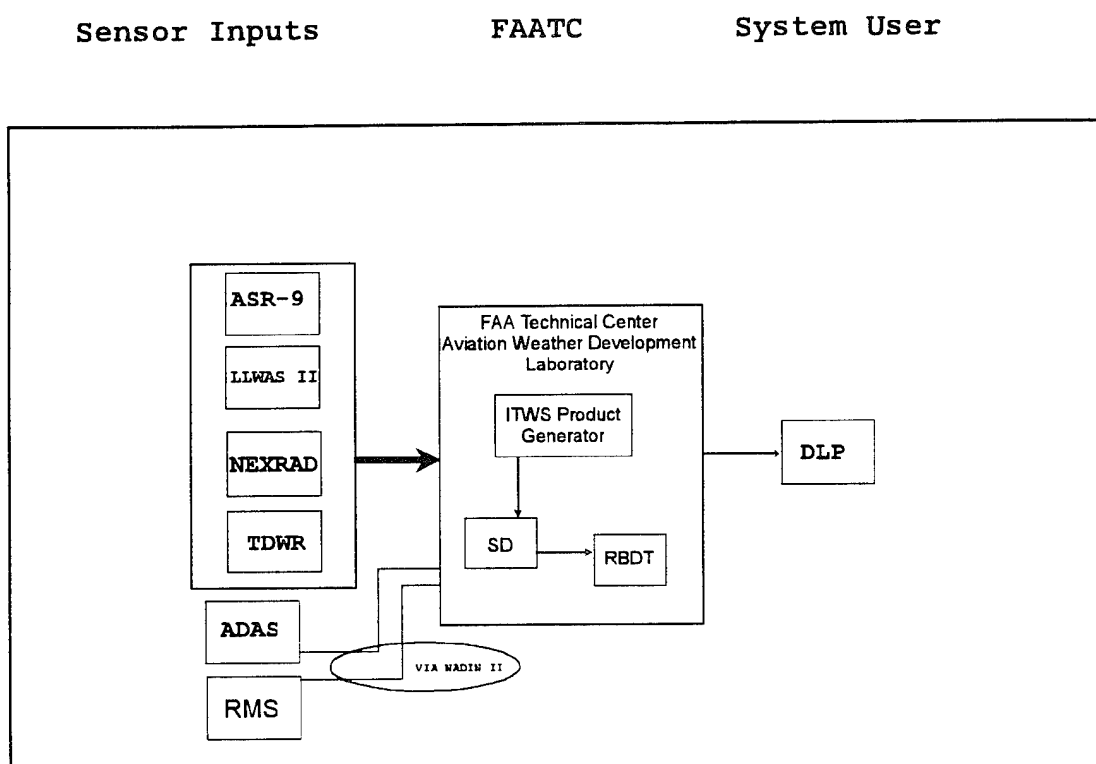 Sensor Inputs FAATC System User
ASR-9
LLWAS II
NEXRAD
TDWR
ADAS
RMS
VIA NADIN II
FAA Technical Center
Aviation Weather Development
Laboratory
ITWS Product
Generator
SD
RBDT
DLP